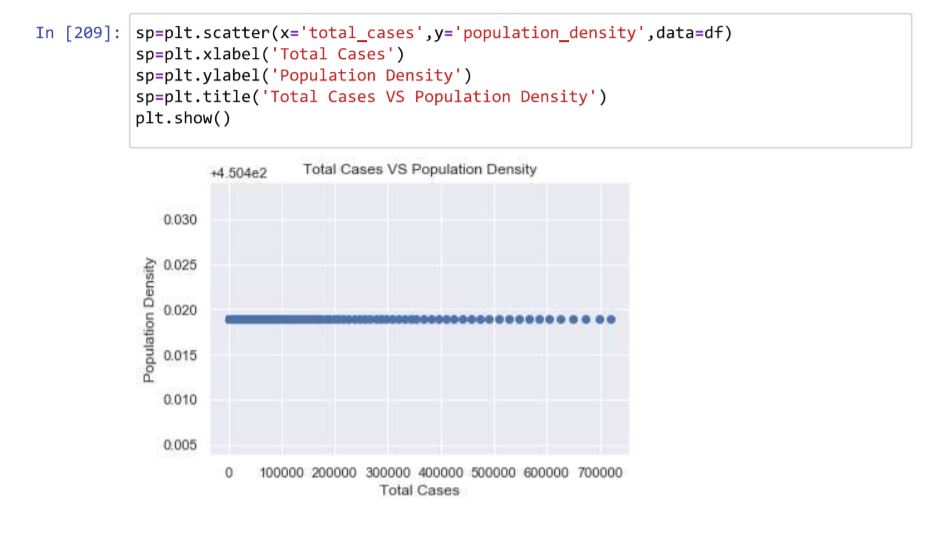 In [209]: sp=plt.scatter(x='total_cases',y='population_density',data=df)
sp=plt.xlabel('Total Cases')
sp=plt.ylabel('Population Density')
sp=plt.title('Total Cases VS Population Density')
plt.show()
+4.504e2
Total Cases VS Population Density
Population Density
0.030
0.025
0.020
0.015
0.010
0.005
0 100000 200000 300000 400000 500000 600000 700000
Total Cases